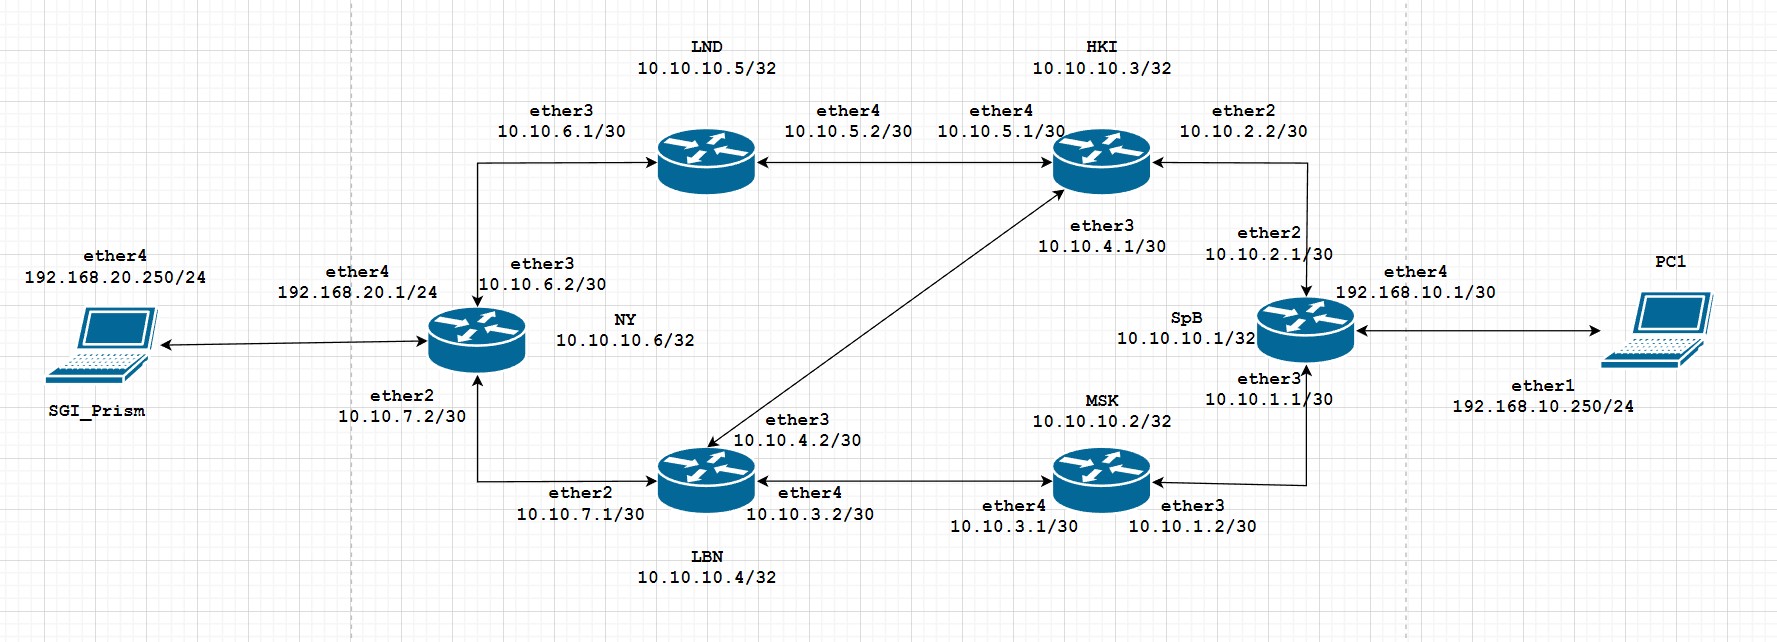 LND
10.10.10.5/32
HKI
10.10.10.3/32
ether3
10.10.6.1/30
ether4
10.10.5.2/30
ether4
10.10.5.1/30
ether2
10.10.2.2/30
ether4
192.168.20.250/24
SGI_Prism
ether4
192.168.20.1/24
ether3
10.10.6.2/30
NY
10.10.10.6/32
ether2
10.10.7.2/30
ether3
10.10.4.1/30
ether2
10.10.2.1/30
ether4
192.168.10.1/30
SpB
10.10.10.1/32
ether3
10.10.1.1/30
PC1
ether1
192.168.10.250/24
MSK
10.10.10.2/32
ether3
10.10.4.2/30
ether2
10.10.7.1/30
ether4
10.10.3.2/30
ether4
10.10.3.1/30
ether3
10.10.1.2/30
LBN
10.10.10.4/32